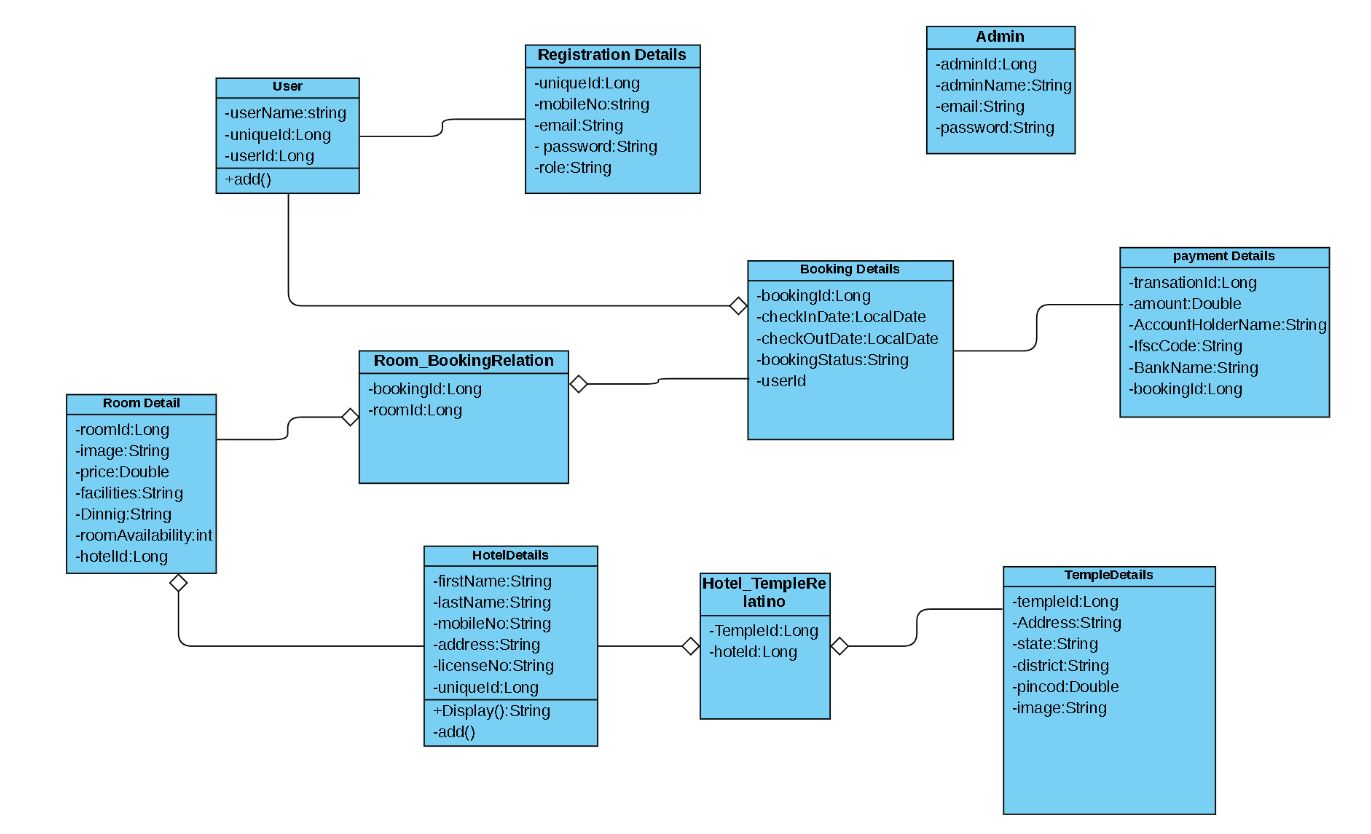 User
-userName:string
-uniqueId:Long
-userId:Long
+add()
Registration Details
-uniqueId:Long
-mobileNo:string
-email:String
- password:String
-role:String
Admin
-adminId:Long
-adminName:String
-email:String
-password:String
Booking Details
-bookingId:Long
-checkInDate:LocalDate
-checkOutDate:LocalDate
-bookingStatus:String
-userId
payment Details
-transationId:Long
-amount:Double
-AccountHolderName:String
-IfscCode:String
-BankName:String
-bookingId:Long
Room_BookingRelation
-bookingId:Long
-roomId:Long
Room Detail
-roomId:Long
-image:String
-price:Double
-facilities:String
-Dinnig:String
-roomAvailability:int
-hotelId:Long
HotelDetails
-firstName:String
-lastName:String
-mobileNo:String
-address:String
-licenseNo:String
-uniqueId:Long
+Display():String
-add()
Hotel_TempleRe
latino
-TempleId:Long
-hoteId:Long
TempleDetails
-templeId:Long
-Address:String
-state:String
-district:String
-pincod:Double
-image:String